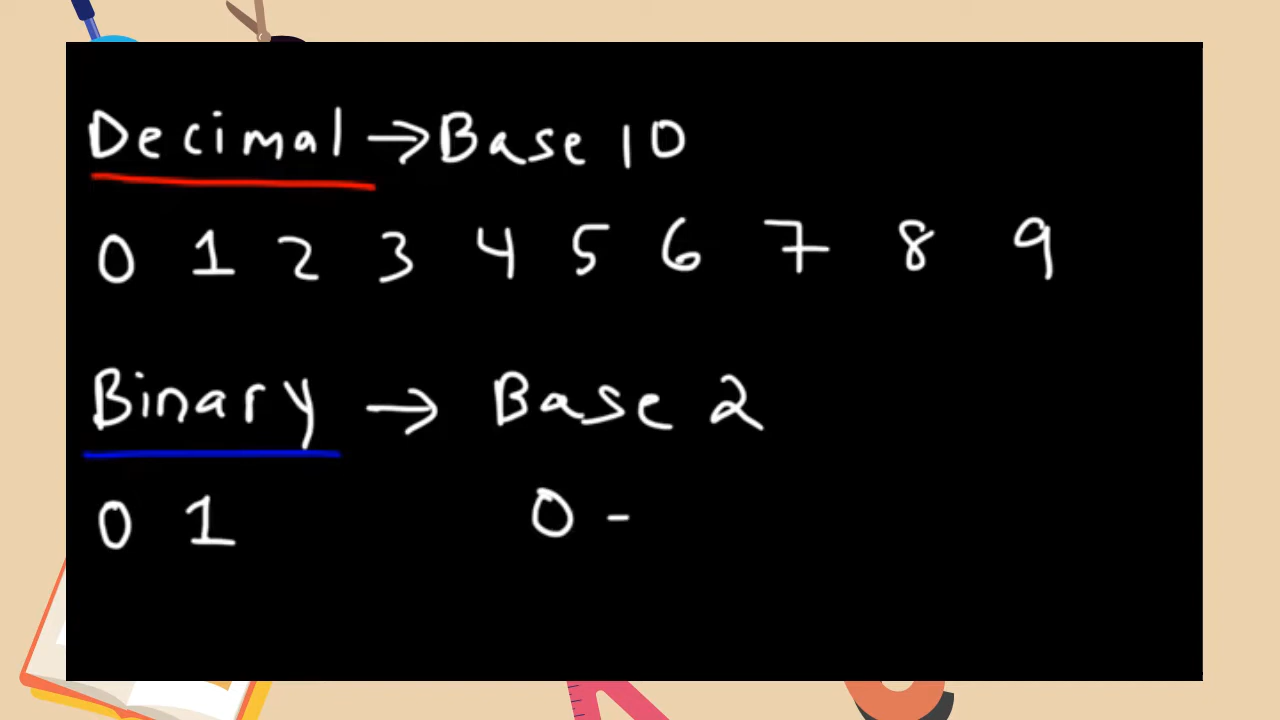 Decimal → Base 10
0 1 2 3 4 5 6 7 8 9
Binary → Base 2
0 1 0 -